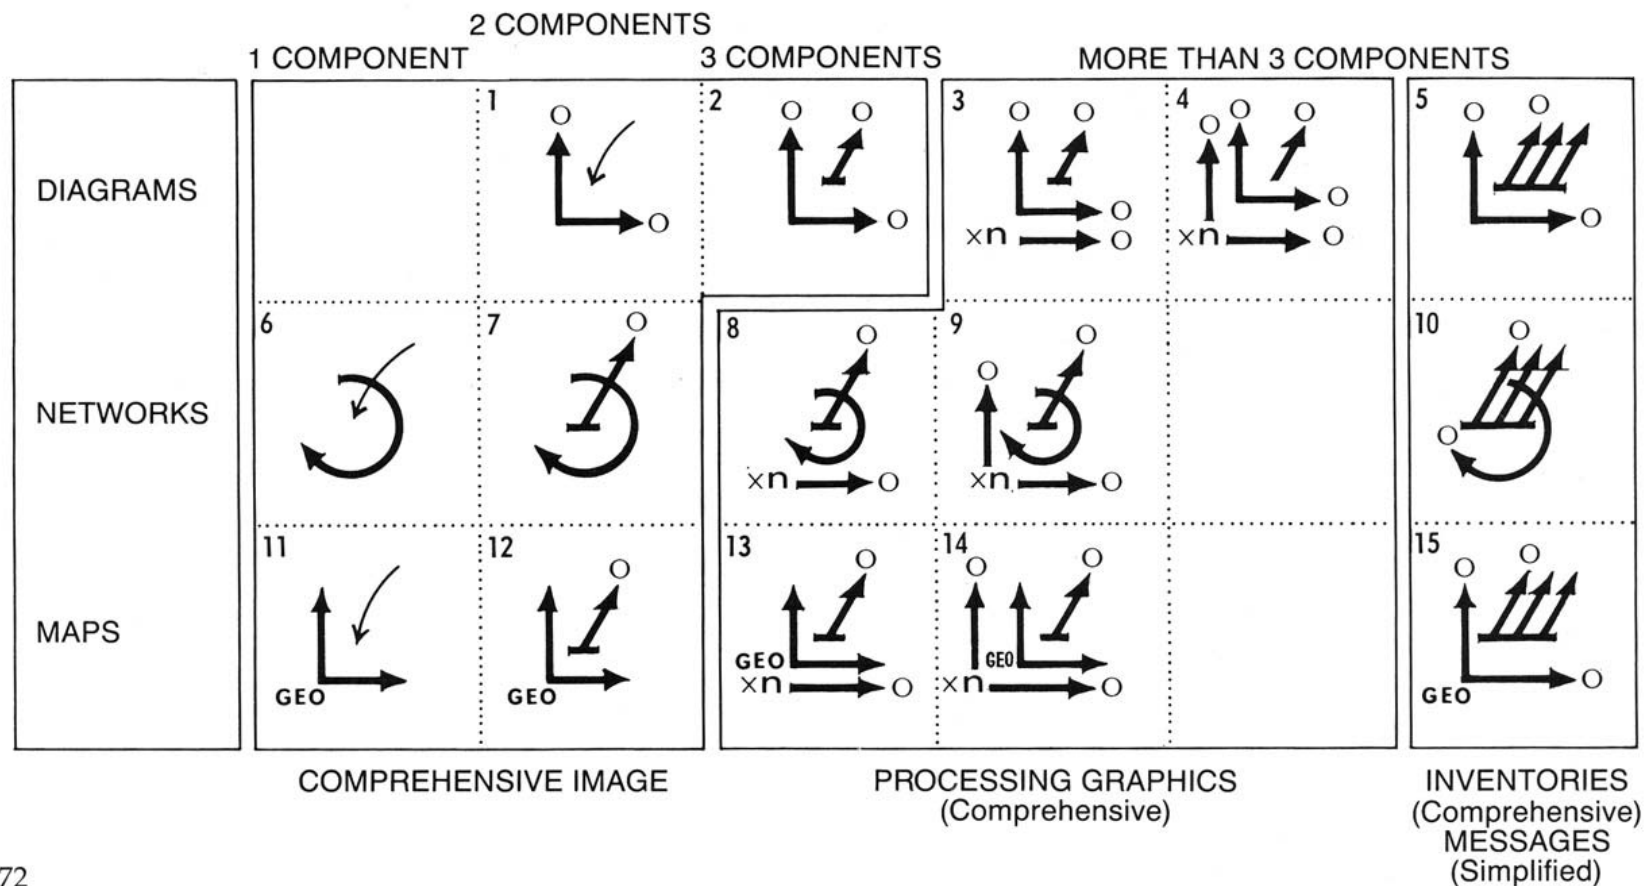 2 COMPONENTS
1 COMPONENT 3 COMPONENTS MORE THAN 3 COMPONENTS
DIAGRAMS
1 O O
2 O O O
3 O O O ×n O
4 O O O O ×n O
5 O O O
NETWORKS
6
7 O
8 O ×n O
9 O O ×n O
10 O O
MAPS
11 GEO
12 O GEO
13 O GEO ×n O
14 O O GEO ×n O
15 O O O GEO
COMPREHENSIVE IMAGE
PROCESSING GRAPHICS
(Comprehensive)
INVENTORIES
(Comprehensive)
MESSAGES
(Simplified)
72